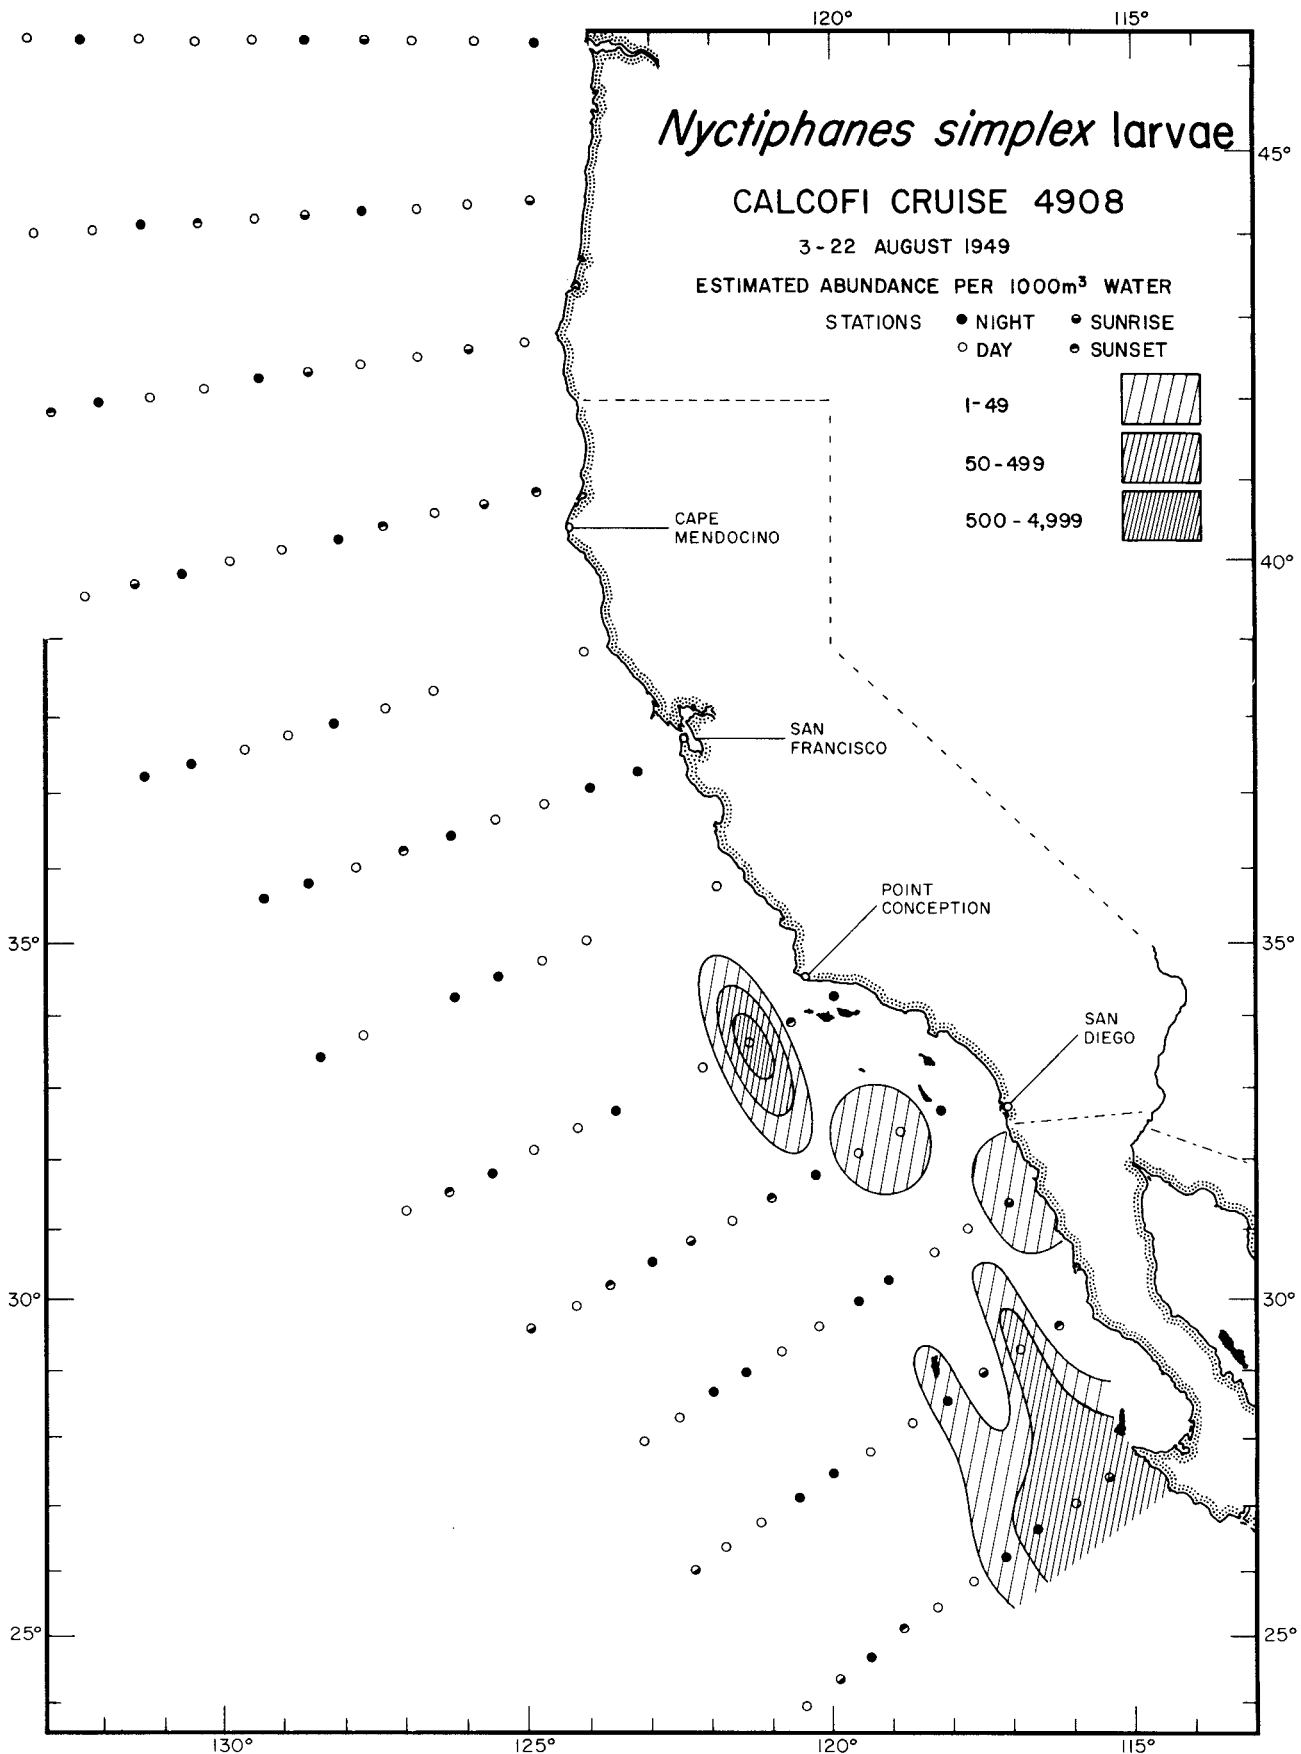 120° 115°
Nyctiphanes simplex larvae
45°
CALCOFI CRUISE 4908
3-22 AUGUST 1949
ESTIMATED ABUNDANCE PER 1000m³ WATER
STATIONS ● NIGHT ◓ SUNRISE
○ DAY ◓ SUNSET
1-49
50-499
500-4,999
CAPE
MENDOCINO
40°
SAN
FRANCISCO
POINT
CONCEPTION
35° 35°
SAN
DIEGO
30° 30°
25° 25°
130° 125° 120° 115°